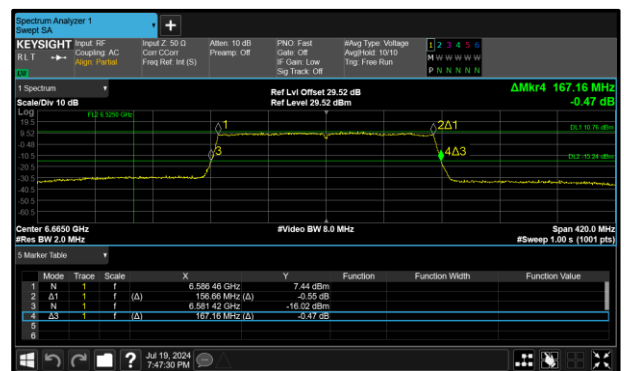 Spectrum Analyzer 1
Swept SA
+
KEYSIGHT Input: RF Input Z: 50 Ω Atten: 10 dB PNO: Fast #Avg Type: Voltage 1 2 3 4 5 6
RLT Coupling: AC Corr CCorr Preamp: Off Gate: Off Avg|Hold: 10/10 M W W W W W
Align: Partial Freq Ref: Int (S) IF Gain: Low Trig: Free Run
Sig Track: Off P N N N N N
1 Spectrum Ref Lvl Offset 29.52 dB ΔMkr4 167.16 MHz
Scale/Div 10 dB Ref Level 29.52 dBm -0.47 dB
Log
19.5
9.52
-0.48
-10.5
-20.5
-30.5
-40.5
-50.5
-60.5
1
2Δ1
DL1 10.76 dBm
3
4Δ3
Center 6.6650 GHz #Video BW 8.0 MHz Span 420.0 MHz
#Res BW 2.0 MHz #Sweep 1.00 s (1001 pts)
5 Marker Table
Mode Trace Scale X Y Function Function Width Function Value
1 N 1 f 6.586 46 GHz 7.44 dBm
2 Δ1 1 f (Δ) 156.66 MHz (Δ) -0.55 dB
3 N 1 f 6.581 42 GHz -16.02 dBm
4 Δ3 1 f (Δ) 167.16 MHz (Δ) -0.47 dB
5
6
? Jul 19, 2024
7:47:30 PM